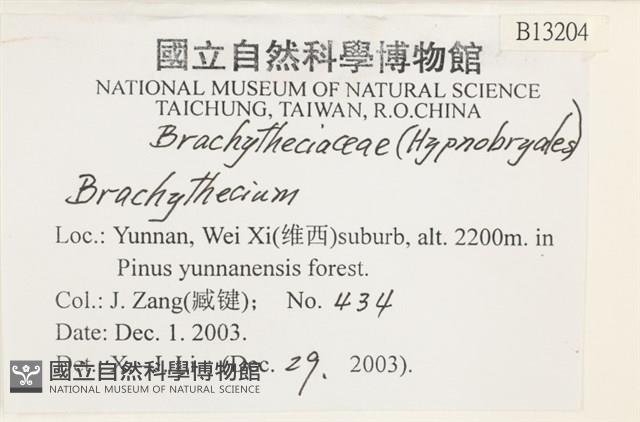 B13204
國立自然科學博物館
NATIONAL MUSEUM OF NATURAL SCIENCE
TAICHUNG, TAIWAN, R.O.CHINA
Brachytheciaceae (Hypnobryales)
Brachythecium
Loc.: Yunnan, Wei Xi(维西)suburb, alt. 2200m. in
Pinus yunnanensis forest.
Col.: J. Zang(臧键); No. 434
Date: Dec. 1. 2003.
Det.: (Dec. 29. 2003).
國立自然科學博物館
NATIONAL MUSEUM OF NATURAL SCIENCE